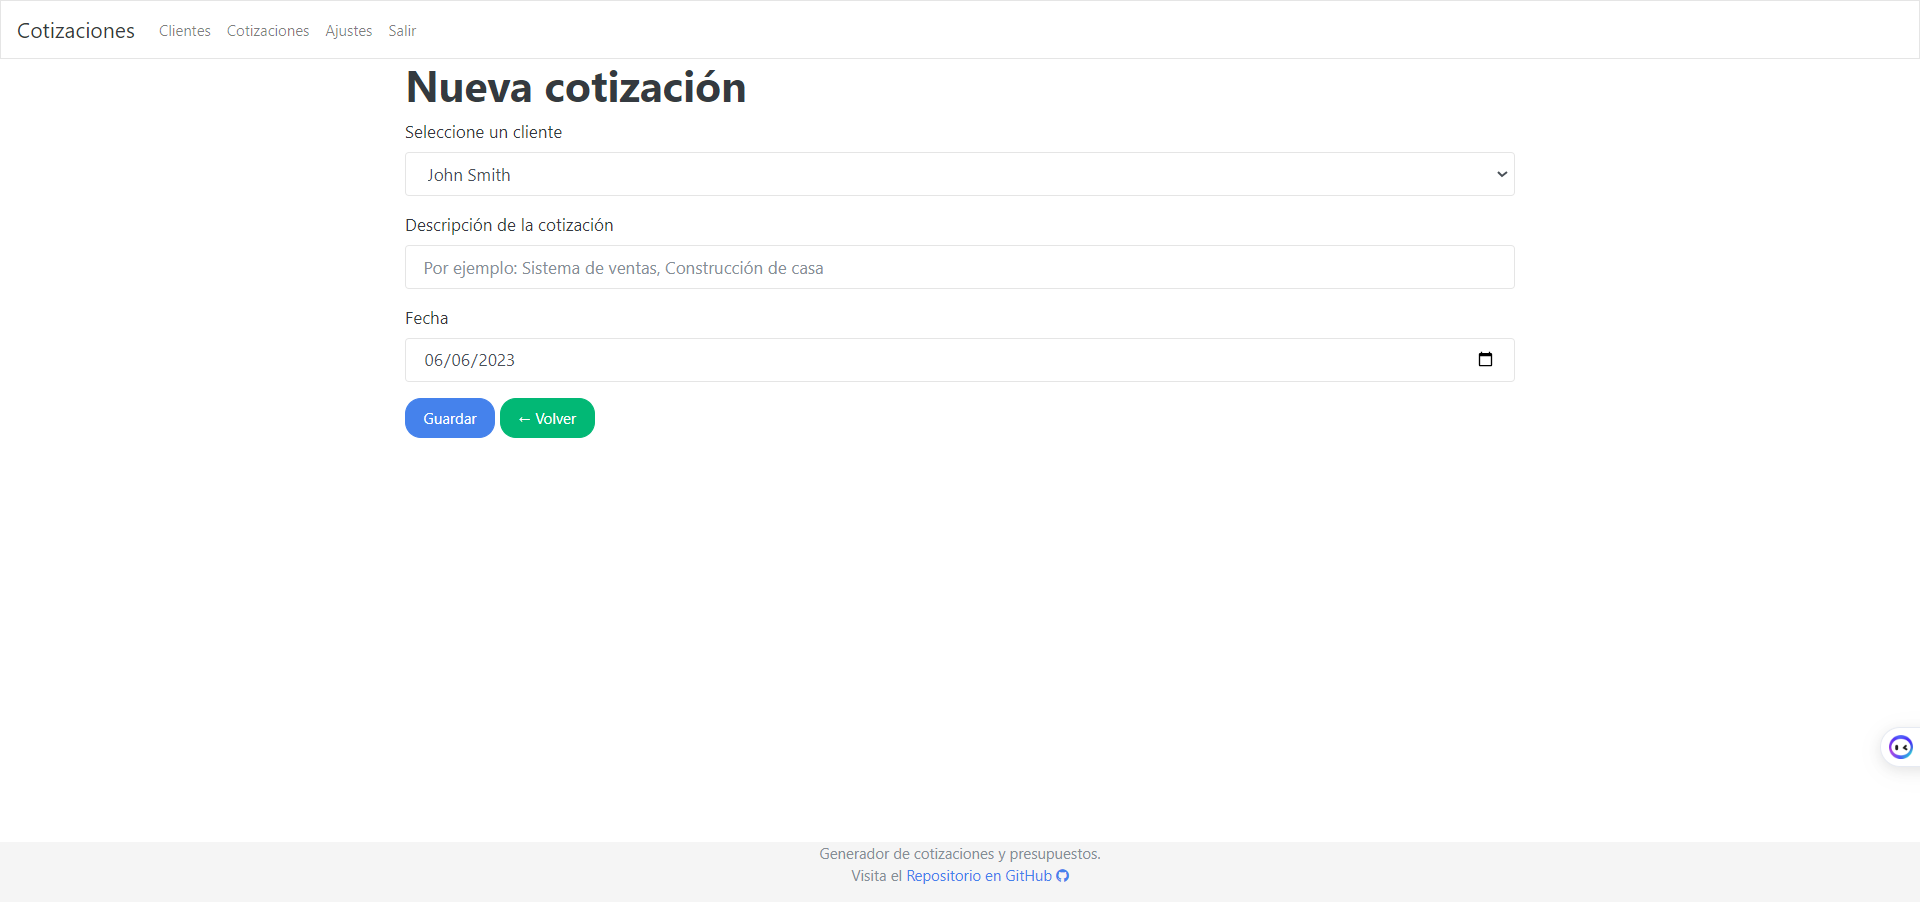 Cotizaciones Clientes Cotizaciones Ajustes Salir
Nueva cotización
Seleccione un cliente
John Smith
Descripción de la cotización
Por ejemplo: Sistema de ventas, Construcción de casa
Fecha
06/06/2023
Guardar ← Volver
Generador de cotizaciones y presupuestos.
Visita el Repositorio en GitHub